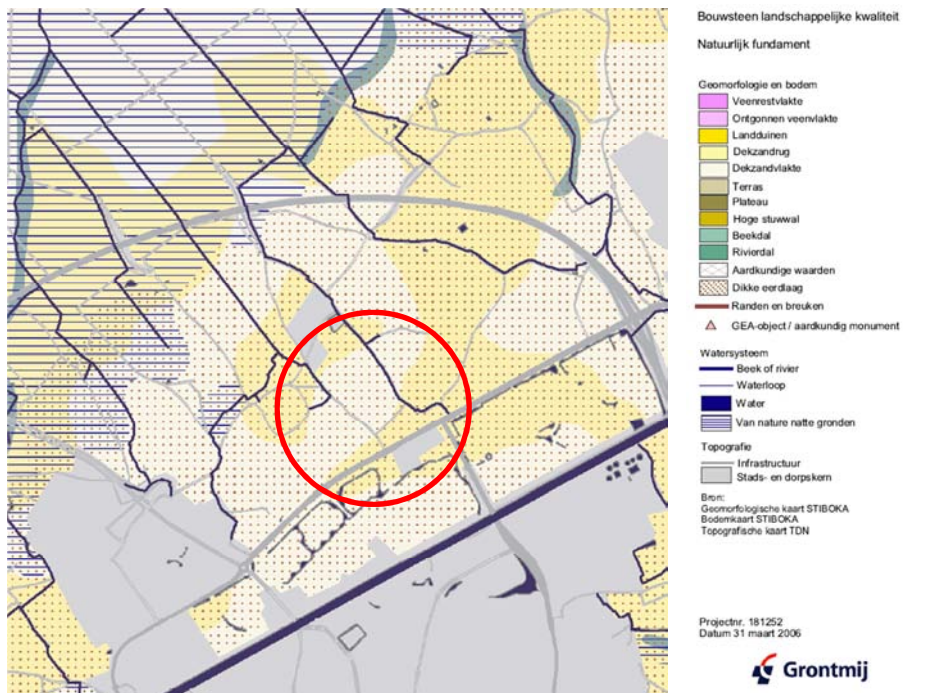 Bouwsteen landschappelijke kwaliteit
Natuurlijk fundament
Geomorfologie en bodem
Veenrestvlakte
Ontgonnen veenvlakte
Landduinen
Dekzandrug
Dekzandvlakte
Terras
Plateau
Hoge stuwwal
Beekdal
Rivierdal
Aardkundige waarden
Dikke eerdlaag
Randen en breuken
GEA-object / aardkundig monument
Watersysteem
Beek of rivier
Waterloop
Water
Van nature natte gronden
Topografie
Infrastructuur
Stads- en dorpskern
Bron:
Geomorfologische kaart STIBOKA
Bodemkaart STIBOKA
Topografische kaart TDN
Projectnr. 181252
Datum 31 maart 2006
Grontmij